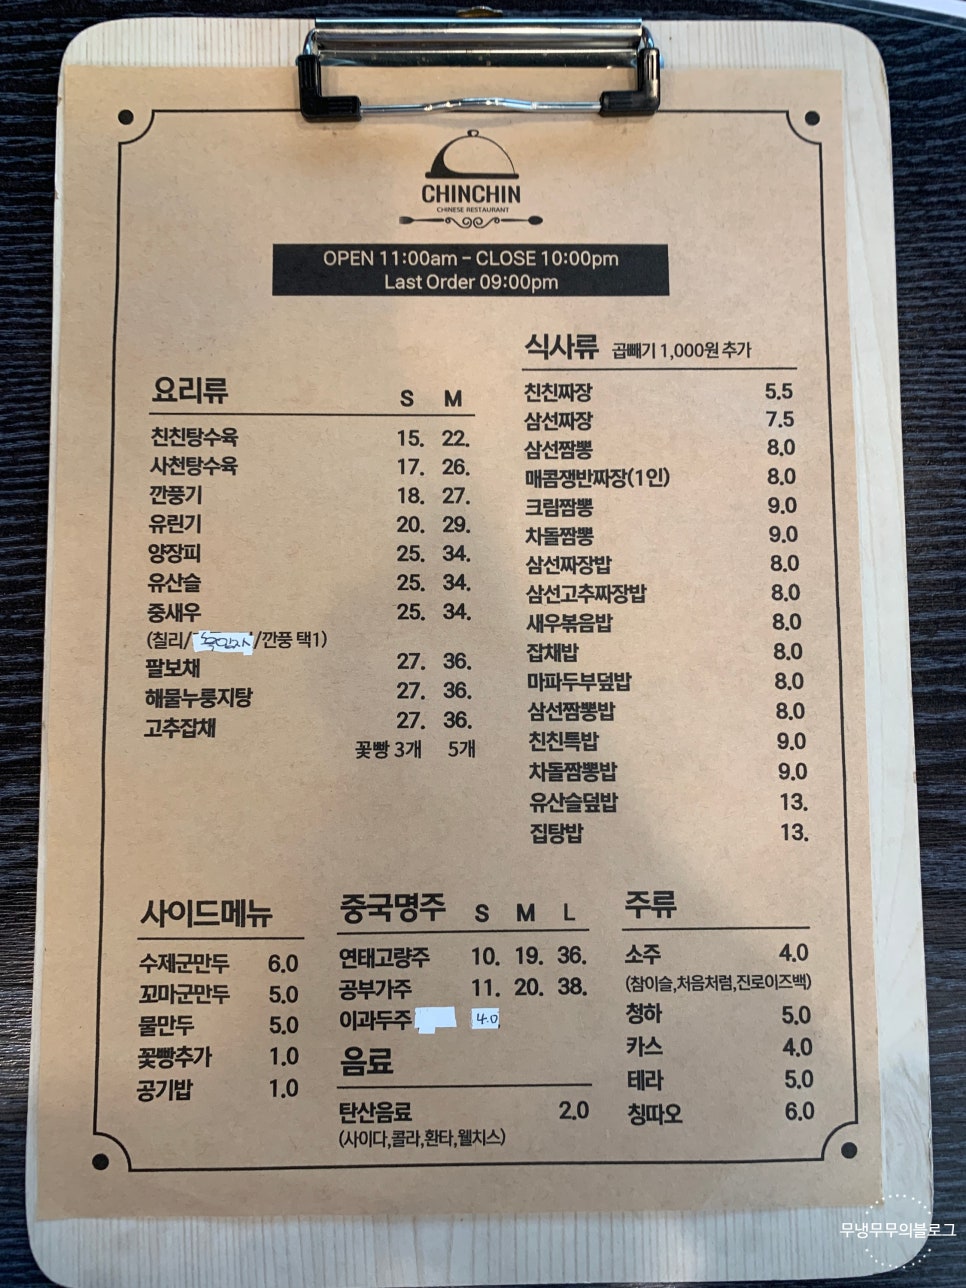 CHINCHIN
CHINESE RESTAURANT
OPEN 11:00am - CLOSE 10:00pm
Last Order 09:00pm
요리류 S M
친친탕수육 15. 22.
사천탕수육 17. 26.
깐풍기 18. 27.
유린기 20. 29.
양장피 25. 34.
유산슬 25. 34.
중새우 25. 34.
(칠리/ /깐풍 택1)
팔보채 27. 36.
해물누룽지탕 27. 36.
고추잡채 27. 36.
꽃빵 3개 5개
식사류 곱빼기 1,000원 추가
친친짜장 5.5
삼선짜장 7.5
삼선짬뽕 8.0
매콤쟁반짜장(1인) 8.0
크림짬뽕 9.0
차돌짬뽕 9.0
삼선짜장밥 8.0
삼선고추짜장밥 8.0
새우볶음밥 8.0
잡채밥 8.0
마파두부덮밥 8.0
삼선짬뽕밥 8.0
친친특밥 9.0
차돌짬뽕밥 9.0
유산슬덮밥 13.
집탕밥 13.
사이드메뉴
수제군만두 6.0
꼬마군만두 5.0
물만두 5.0
꽃빵추가 1.0
공기밥 1.0
중국명주 S M L
연태고량주 10. 19. 36.
공부가주 11. 20. 38.
이과두주 4.0
음료
탄산음료 2.0
(사이다,콜라,환타,웰치스)
주류
소주 4.0
(참이슬,처음처럼,진로이즈백)
청하 5.0
카스 4.0
테라 5.0
칭따오 6.0
무냉무무의블로그